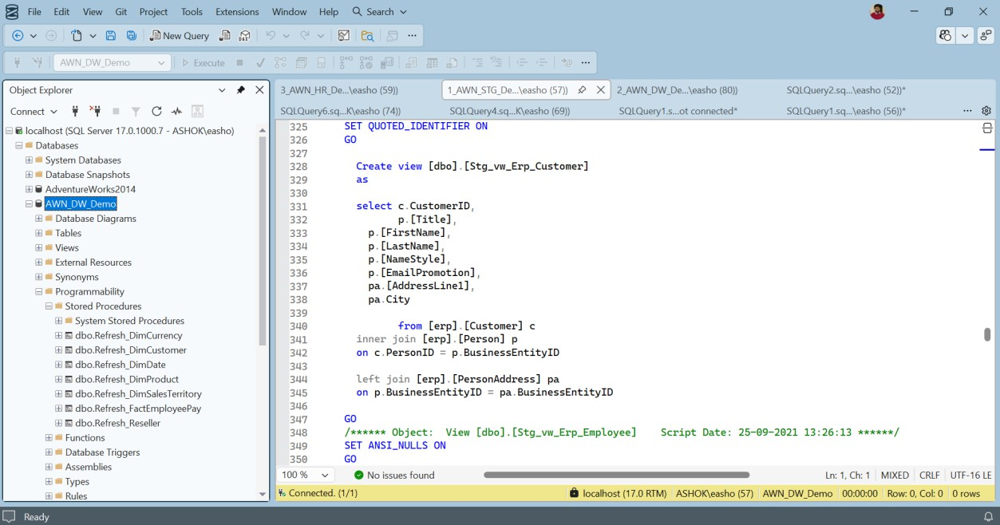 File Edit View Git Project Tools Extensions Window Help Search
New Query DAX
AWN_DW_Demo Execute
Object Explorer
Connect
localhost (SQL Server 17.0.1000.7 - ASHOK\easho)
Databases
System Databases
Database Snapshots
AdventureWorks2014
AWN_DW_Demo
Database Diagrams
Tables
Views
External Resources
Synonyms
Programmability
Stored Procedures
System Stored Procedures
dbo.Refresh_DimCurrency
dbo.Refresh_DimCustomer
dbo.Refresh_DimDate
dbo.Refresh_DimProduct
dbo.Refresh_DimSalesTerritory
dbo.Refresh_FactEmployeePay
dbo.Refresh_Reseller
Functions
Database Triggers
Assemblies
Types
Rules
3_AWN_HR_De...\easho (59)) 1_AWN_STG_De...\easho (57)) 2_AWN_DW_De...\easho (80)) SQLQuery2.sq...K\easho (52))*
SQLQuery6.sq...K\easho (74)) SQLQuery4.sq...K\easho (69)) SQLQuery1.s...ot connected* SQLQuery1.sq...K\easho (56))*
325 SET QUOTED_IDENTIFIER ON
326 GO
327
328 Create view [dbo].[Stg_vw_Erp_Customer]
329 as
330
331 select c.CustomerID,
332 p.[Title],
333 p.[FirstName],
334 p.[LastName],
335 p.[NameStyle],
336 p.[EmailPromotion],
337 pa.[AddressLine1],
338 pa.City
339
340 from [erp].[Customer] c
341 inner join [erp].[Person] p
342 on c.PersonID = p.BusinessEntityID
343
344 left join [erp].[PersonAddress] pa
345 on p.BusinessEntityID = pa.BusinessEntityID
346
347 GO
348 /****** Object:  View [dbo].[Stg_vw_Erp_Employee]    Script Date: 25-09-2021 13:26:13 ******/
349 SET ANSI_NULLS ON
350 GO
100 % No issues found Ln: 1, Ch: 1 MIXED CRLF UTF-16 LE
Connected. (1/1) localhost (17.0 RTM) ASHOK\easho (57) AWN_DW_Demo 00:00:00 Row: 0, Col: 0 0 rows
Ready